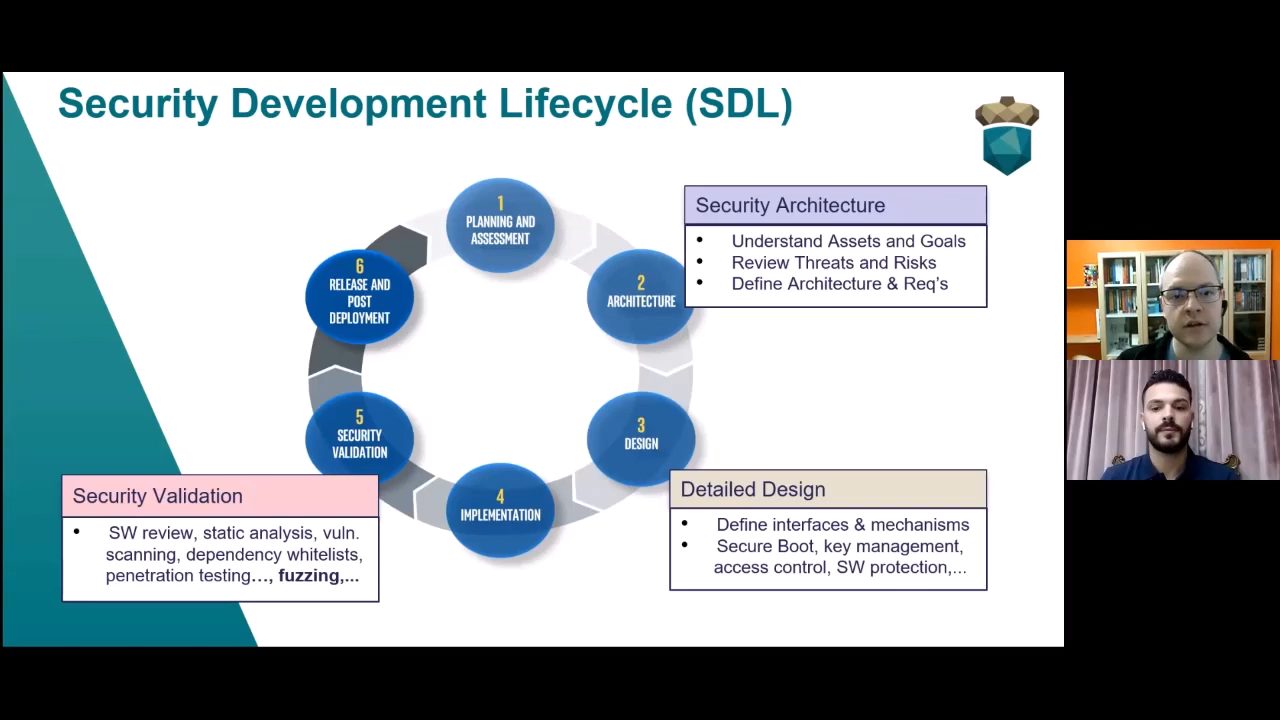 Security Development Lifecycle (SDL)
1
PLANNING AND
ASSESSMENT
2
ARCHITECTURE
Security Architecture
• Understand Assets and Goals
• Review Threats and Risks
• Define Architecture & Req's
3
DESIGN
Detailed Design
• Define interfaces & mechanisms
• Secure Boot, key management,
access control, SW protection,...
4
IMPLEMENTATION
5
SECURITY
VALIDATION
Security Validation
• SW review, static analysis, vuln.
scanning, dependency whitelists,
penetration testing…, fuzzing,...
6
RELEASE AND
POST
DEPLOYMENT